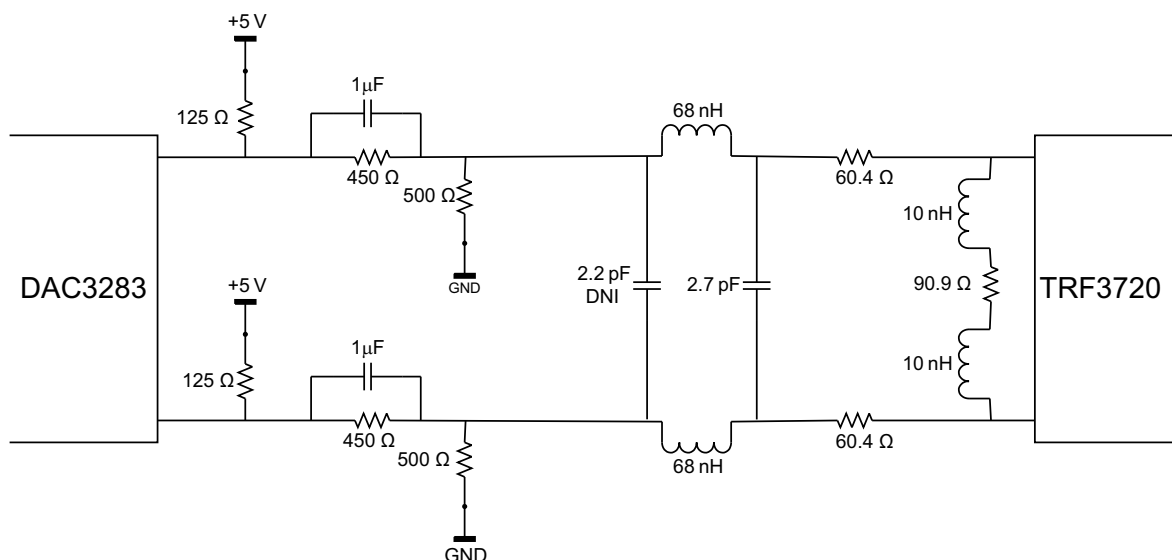 +5 V
125 Ω
1μF
450 Ω
500 Ω
GND
68 nH
60.4 Ω
10 nH
DAC3283
2.2 pF
DNI
2.7 pF
90.9 Ω
TRF3720
+5 V
125 Ω
1μF
450 Ω
500 Ω
GND
68 nH
60.4 Ω
10 nH